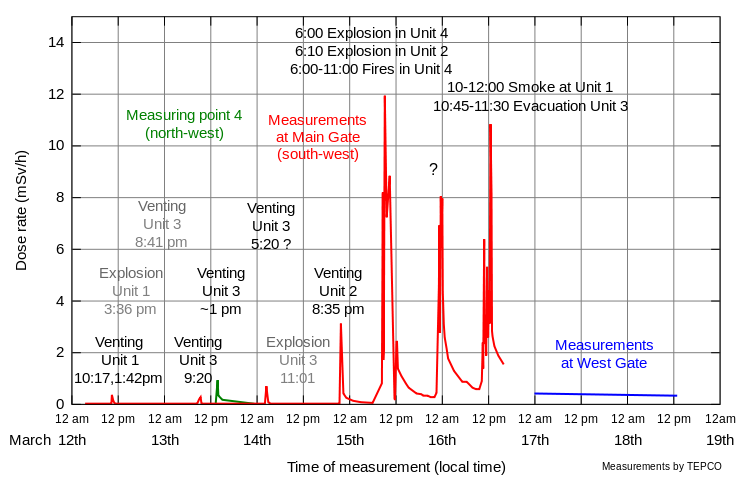 14
6:00 Explosion in Unit 4
6:10 Explosion in Unit 2
6:00-11:00 Fires in Unit 4
12
10-12:00 Smoke at Unit 1
10:45-11:30 Evacuation Unit 3
Measuring point 4
(north-west)
Measurements
at Main Gate
(south-west)
10
?
8
Venting
Unit 3
8:41 pm
Venting
Unit 3
5:20 ?
6
Explosion
Unit 1
3:36 pm
Venting
Unit 3
~1 pm
Venting
Unit 2
8:35 pm
4
Venting
Unit 1
10:17,1:42pm
Venting
Unit 3
9:20
Explosion
Unit 3
11:01
Measurements
at West Gate
2
0
Dose rate (mSv/h)
12 am 12 pm 12 am 12 pm 12 am 12 pm 12 am 12 pm 12 am 12 pm 12 am 12 pm 12 am 12 pm 12am
March 12th 13th 14th 15th 16th 17th 18th 19th
Time of measurement (local time)
Measurements by TEPCO